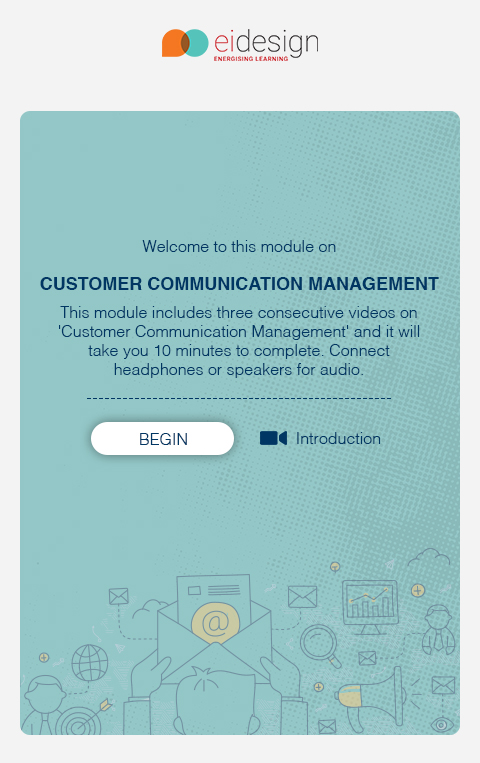 eidesign
ENERGISING LEARNING
Welcome to this module on
CUSTOMER COMMUNICATION MANAGEMENT
This module includes three consecutive videos on
'Customer Communication Management' and it will
take you 10 minutes to complete. Connect
headphones or speakers for audio.
BEGIN
Introduction
@